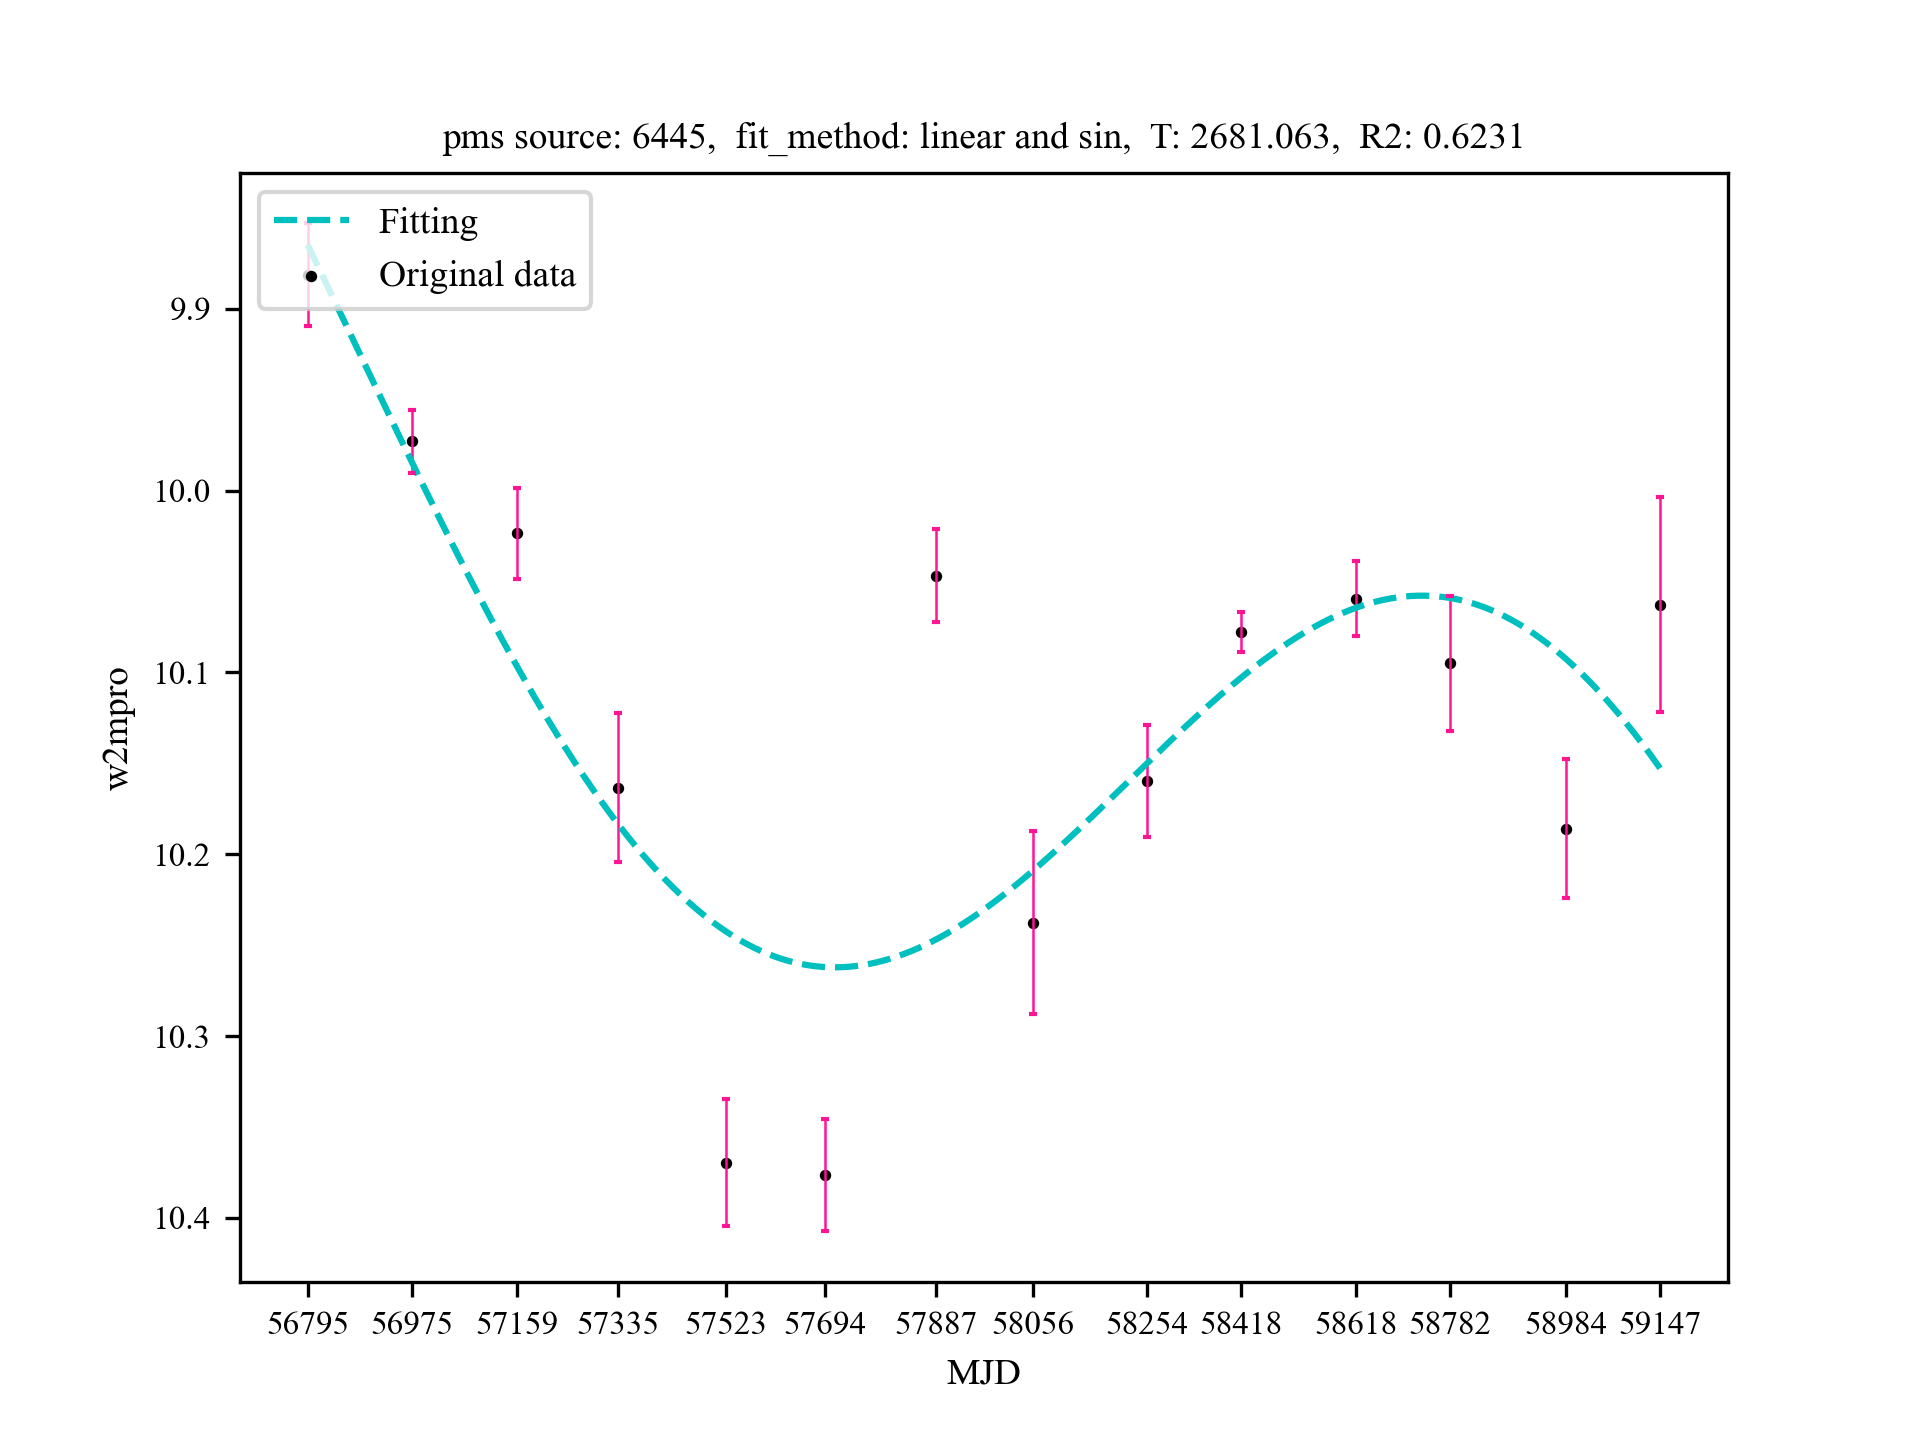 pms source: 6445,  fit_method: linear and sin,  T: 2681.063,  R2: 0.6231
Fitting
Original data
9.9
10.0
10.1
10.2
10.3
10.4
w2mpro
56795 56975 57159 57335 57523 57694 57887 58056 58254 58418 58618 58782 58984 59147
MJD